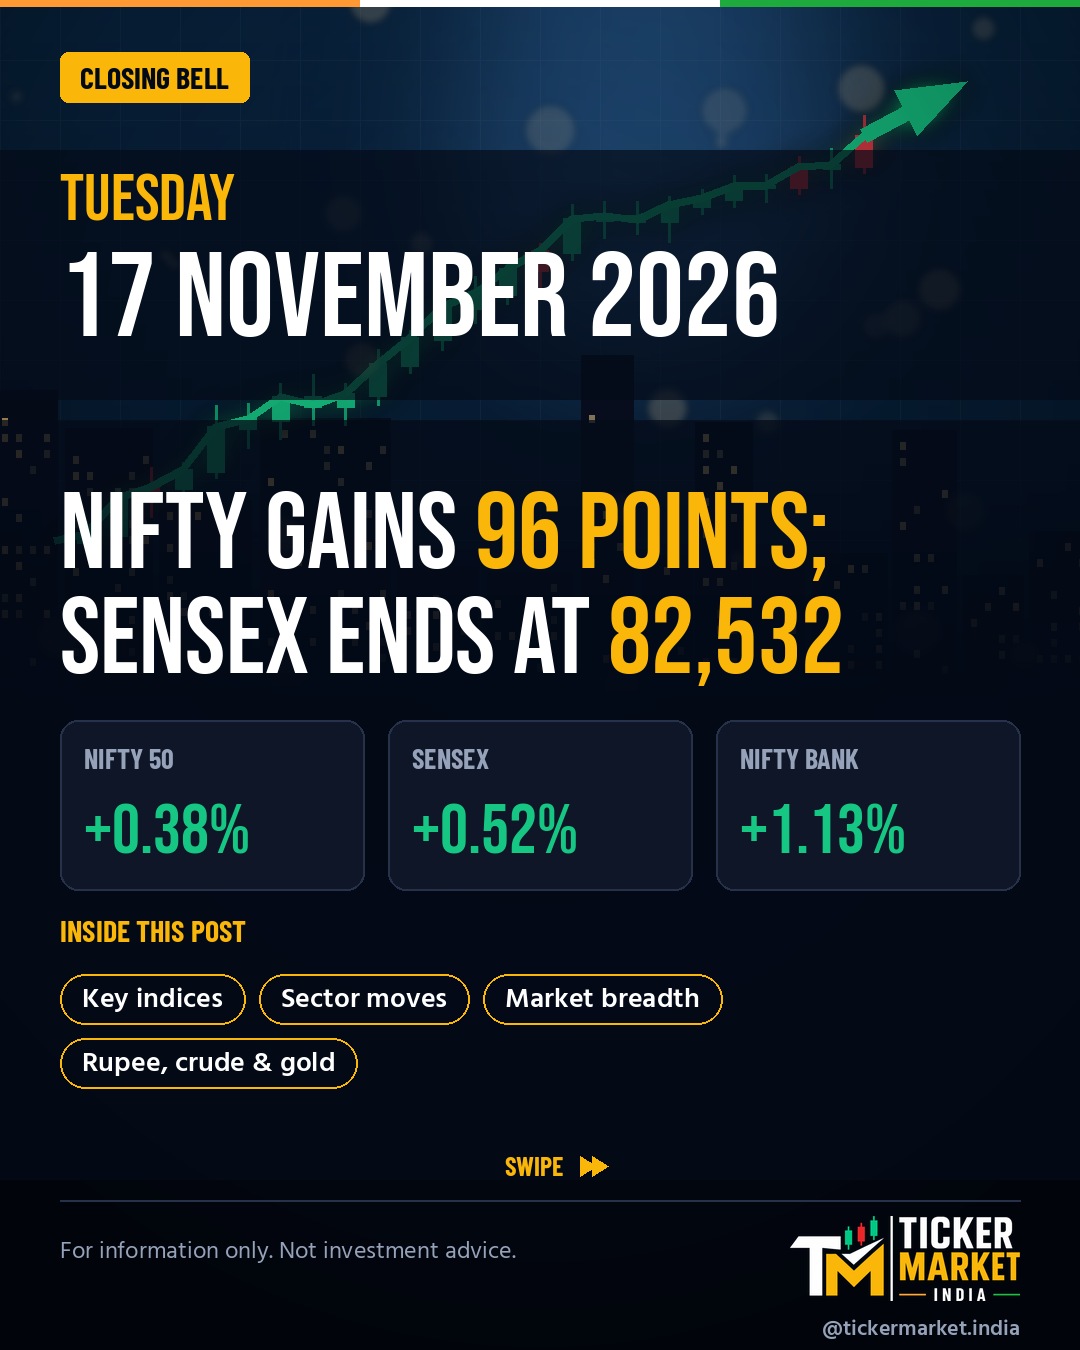 CLOSING BELL
TUESDAY
17 NOVEMBER 2026
NIFTY GAINS 96 POINTS;
SENSEX ENDS AT 82,532
NIFTY 50
+0.38%
SENSEX
+0.52%
NIFTY BANK
+1.13%
INSIDE THIS POST
Key indices
Sector moves
Market breadth
Rupee, crude & gold
SWIPE
For information only. Not investment advice.
TM
TICKER
MARKET
INDIA
@tickermarket.india